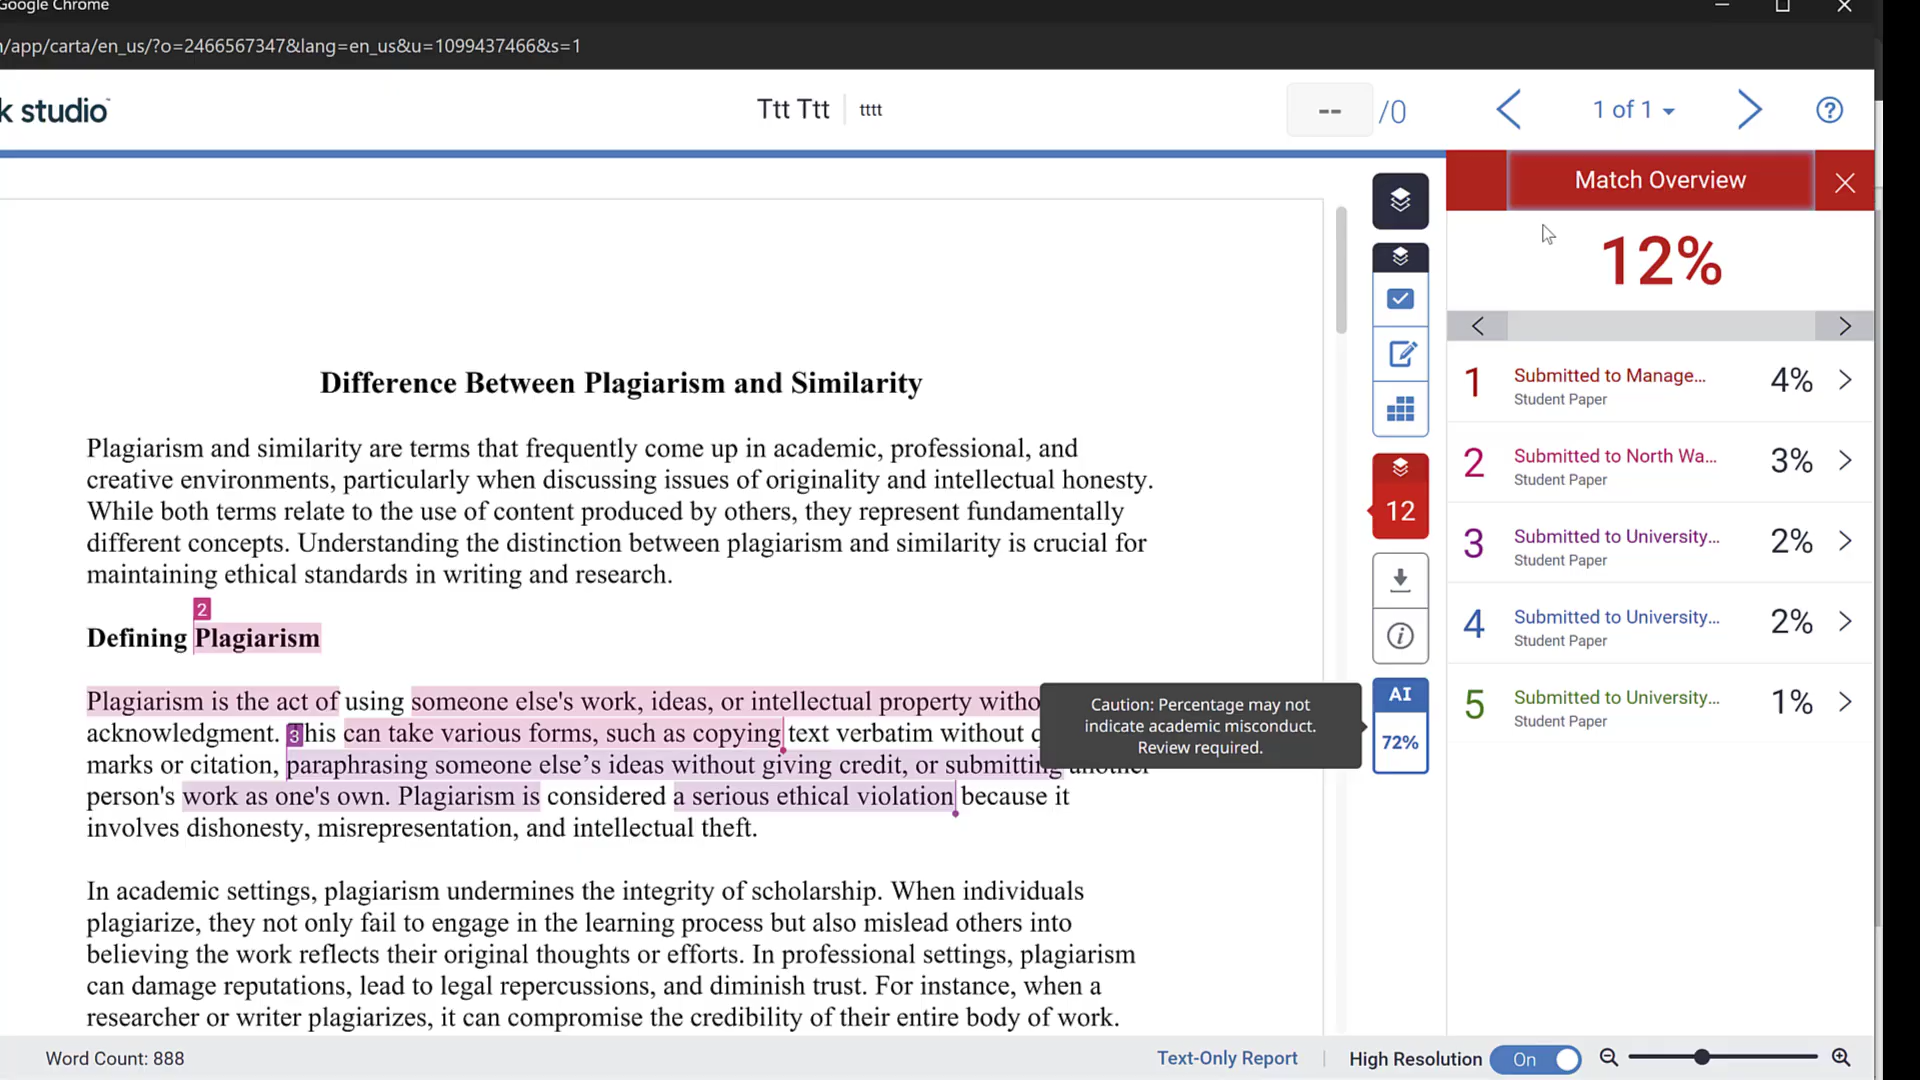 Google Chrome
/app/carta/en_us/?o=2466567347&lang=en_us&u=1099437466&s=1
k studio
Ttt Ttt tttt
-- /0
1 of 1
Match Overview
12%
1 Submitted to Manage... 4%
Student Paper
2 Submitted to North Wa... 3%
Student Paper
3 Submitted to University... 2%
Student Paper
4 Submitted to University... 2%
Student Paper
5 Submitted to University... 1%
Student Paper
12
AI
72%
Caution: Percentage may not
indicate academic misconduct.
Review required.
Difference Between Plagiarism and Similarity
Plagiarism and similarity are terms that frequently come up in academic, professional, and
creative environments, particularly when discussing issues of originality and intellectual honesty.
While both terms relate to the use of content produced by others, they represent fundamentally
different concepts. Understanding the distinction between plagiarism and similarity is crucial for
maintaining ethical standards in writing and research.
2
Defining Plagiarism
Plagiarism is the act of using someone else's work, ideas, or intellectual property witho
acknowledgment. 3 his can take various forms, such as copying text verbatim without
marks or citation, paraphrasing someone else’s ideas without giving credit, or submitting another
person's work as one's own. Plagiarism is considered a serious ethical violation because it
involves dishonesty, misrepresentation, and intellectual theft.
In academic settings, plagiarism undermines the integrity of scholarship. When individuals
plagiarize, they not only fail to engage in the learning process but also mislead others into
believing the work reflects their original thoughts or efforts. In professional settings, plagiarism
can damage reputations, lead to legal repercussions, and diminish trust. For instance, when a
researcher or writer plagiarizes, it can compromise the credibility of their entire body of work.
Word Count: 888
Text-Only Report
High Resolution On